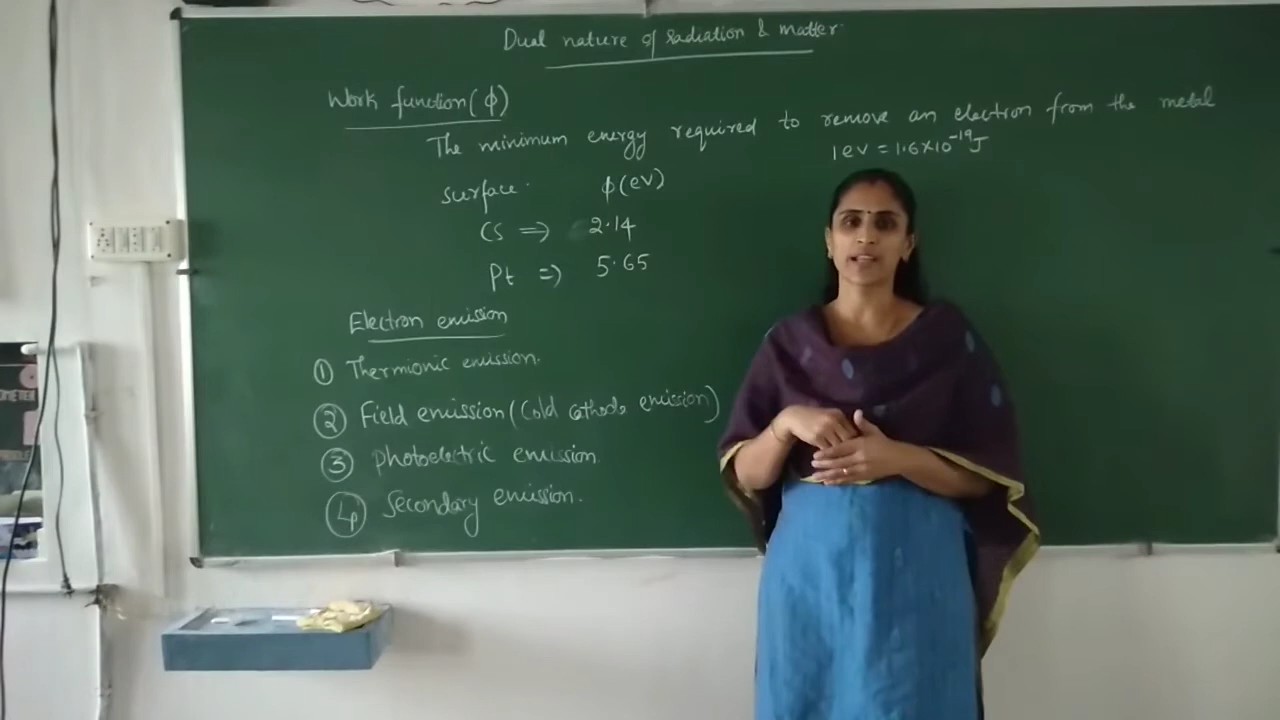 Dual nature of radiation & matter.
Work function (ϕ)
The minimum energy required to remove an electron from the metal
1eV = 1.6×10⁻¹⁹J
surface. ϕ(eV)
Cs ⇒ 2.14
Pt ⇒ 5.65
Electron emission
① Thermionic emission.
② Field emission (Cold cathode emission)
③ Photoelectric emission.
④ Secondary emission.